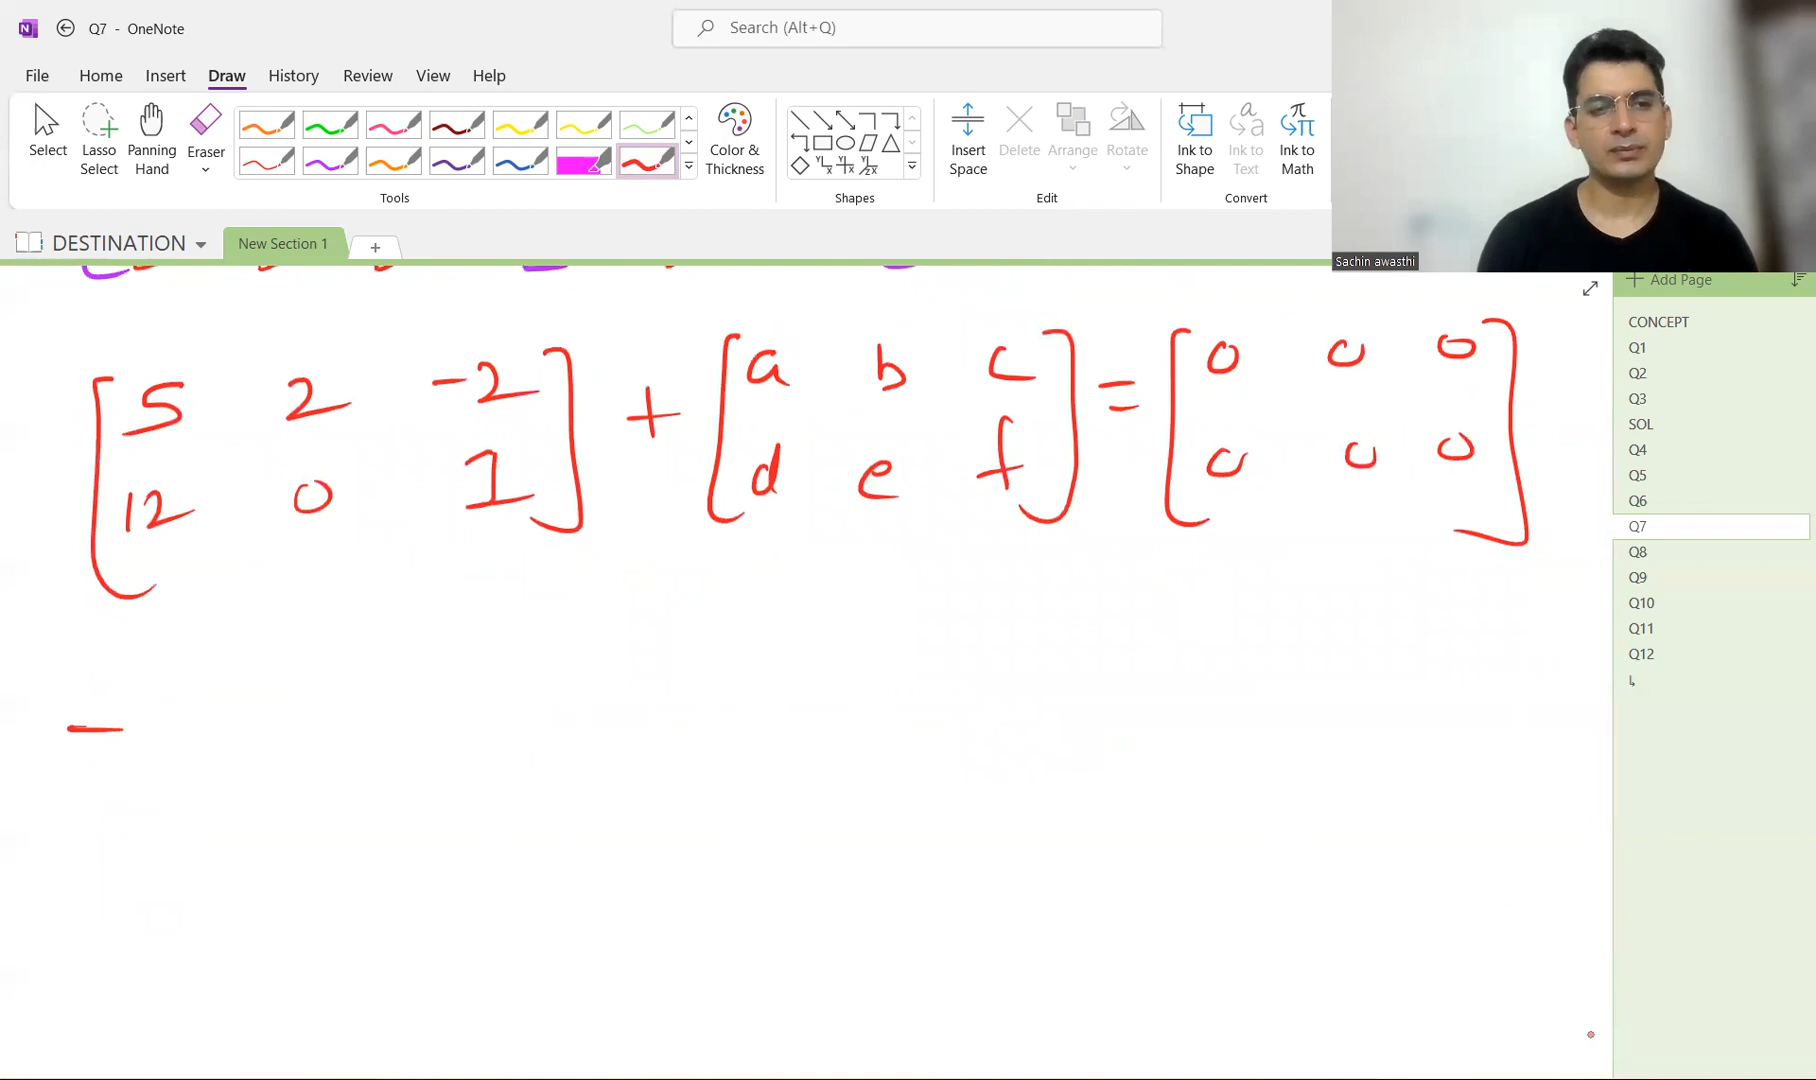 Q7 - OneNote
Search (Alt+Q)
File Home Insert Draw History Review View Help
Select
Lasso Select
Panning Hand
Eraser
Color & Thickness
Insert Space
Delete
Arrange
Rotate
Ink to Shape
Ink to Text
Ink to Math
Tools Shapes Edit Convert
DESTINATION New Section 1 +
Sachin awasthi
Add Page
CONCEPT
Q1
Q2
Q3
SOL
Q4
Q5
Q6
Q7
Q8
Q9
Q10
Q11
Q12
[5 2 -2] + [a b c] = [0 0 0]
[12 0 1] [d e f] [0 0 0]
—